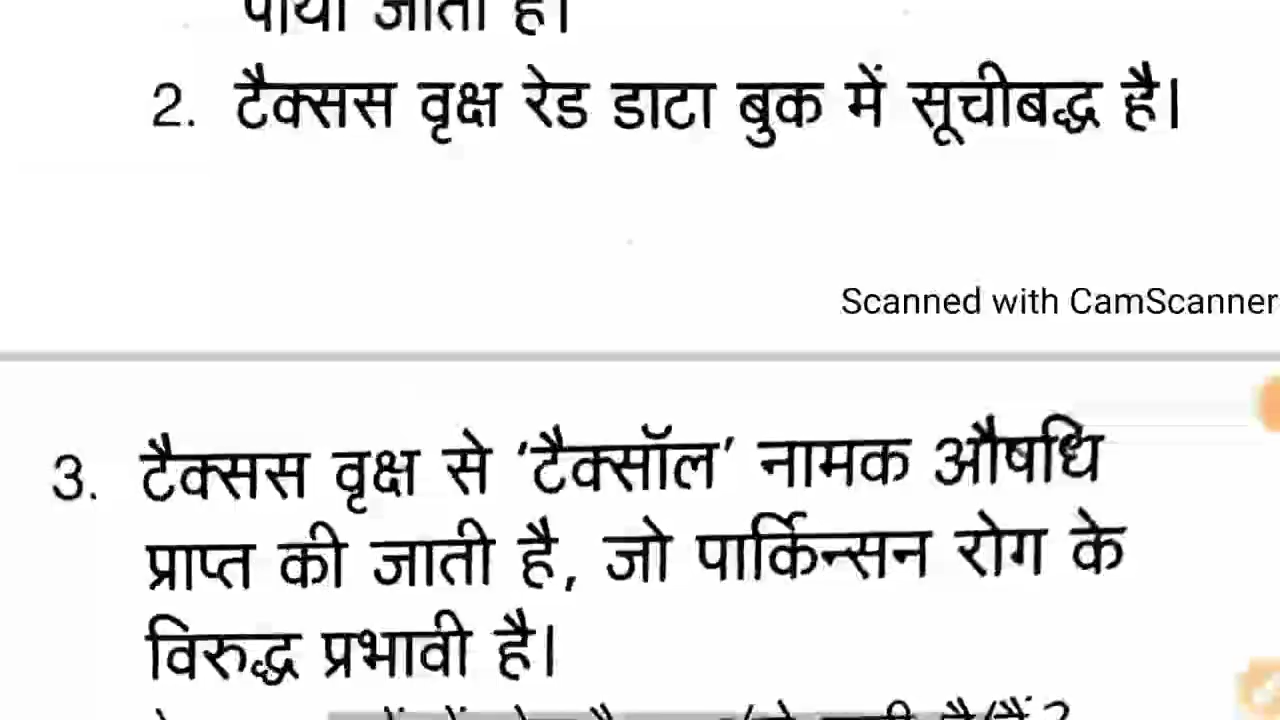 पाया जाता है।
2. टैक्सस वृक्ष रेड डाटा बुक में सूचीबद्ध है।
Scanned with CamScanner
3. टैक्सस वृक्ष से ‘टैक्सॉल’ नामक औषधि
प्राप्त की जाती है, जो पार्किन्सन रोग के
विरुद्ध प्रभावी है।